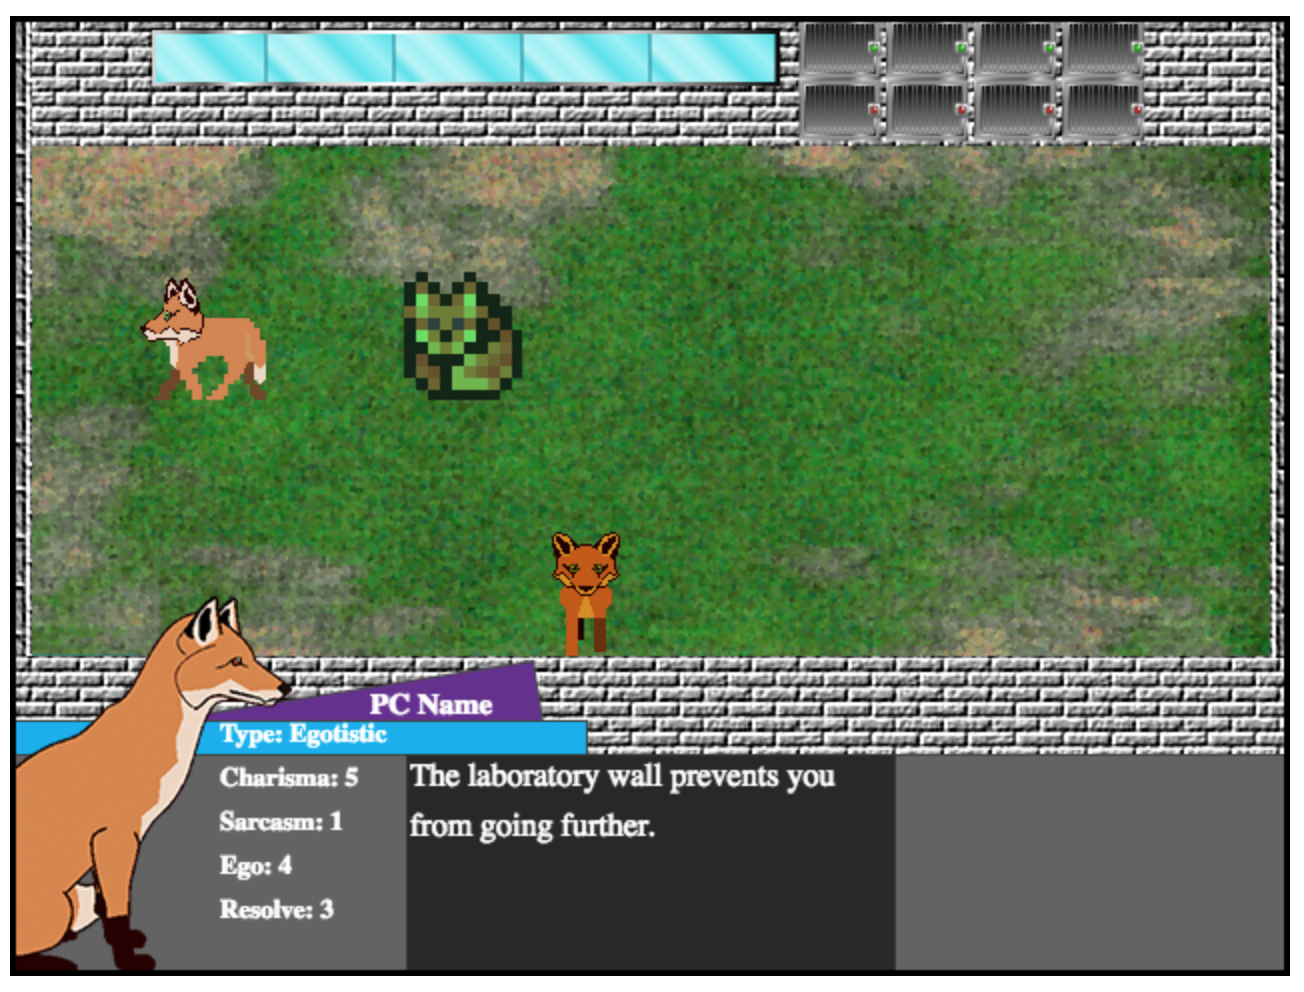 PC Name
Type: Egotistic
Charisma: 5
Sarcasm: 1
Ego: 4
Resolve: 3
The laboratory wall prevents you
from going further.